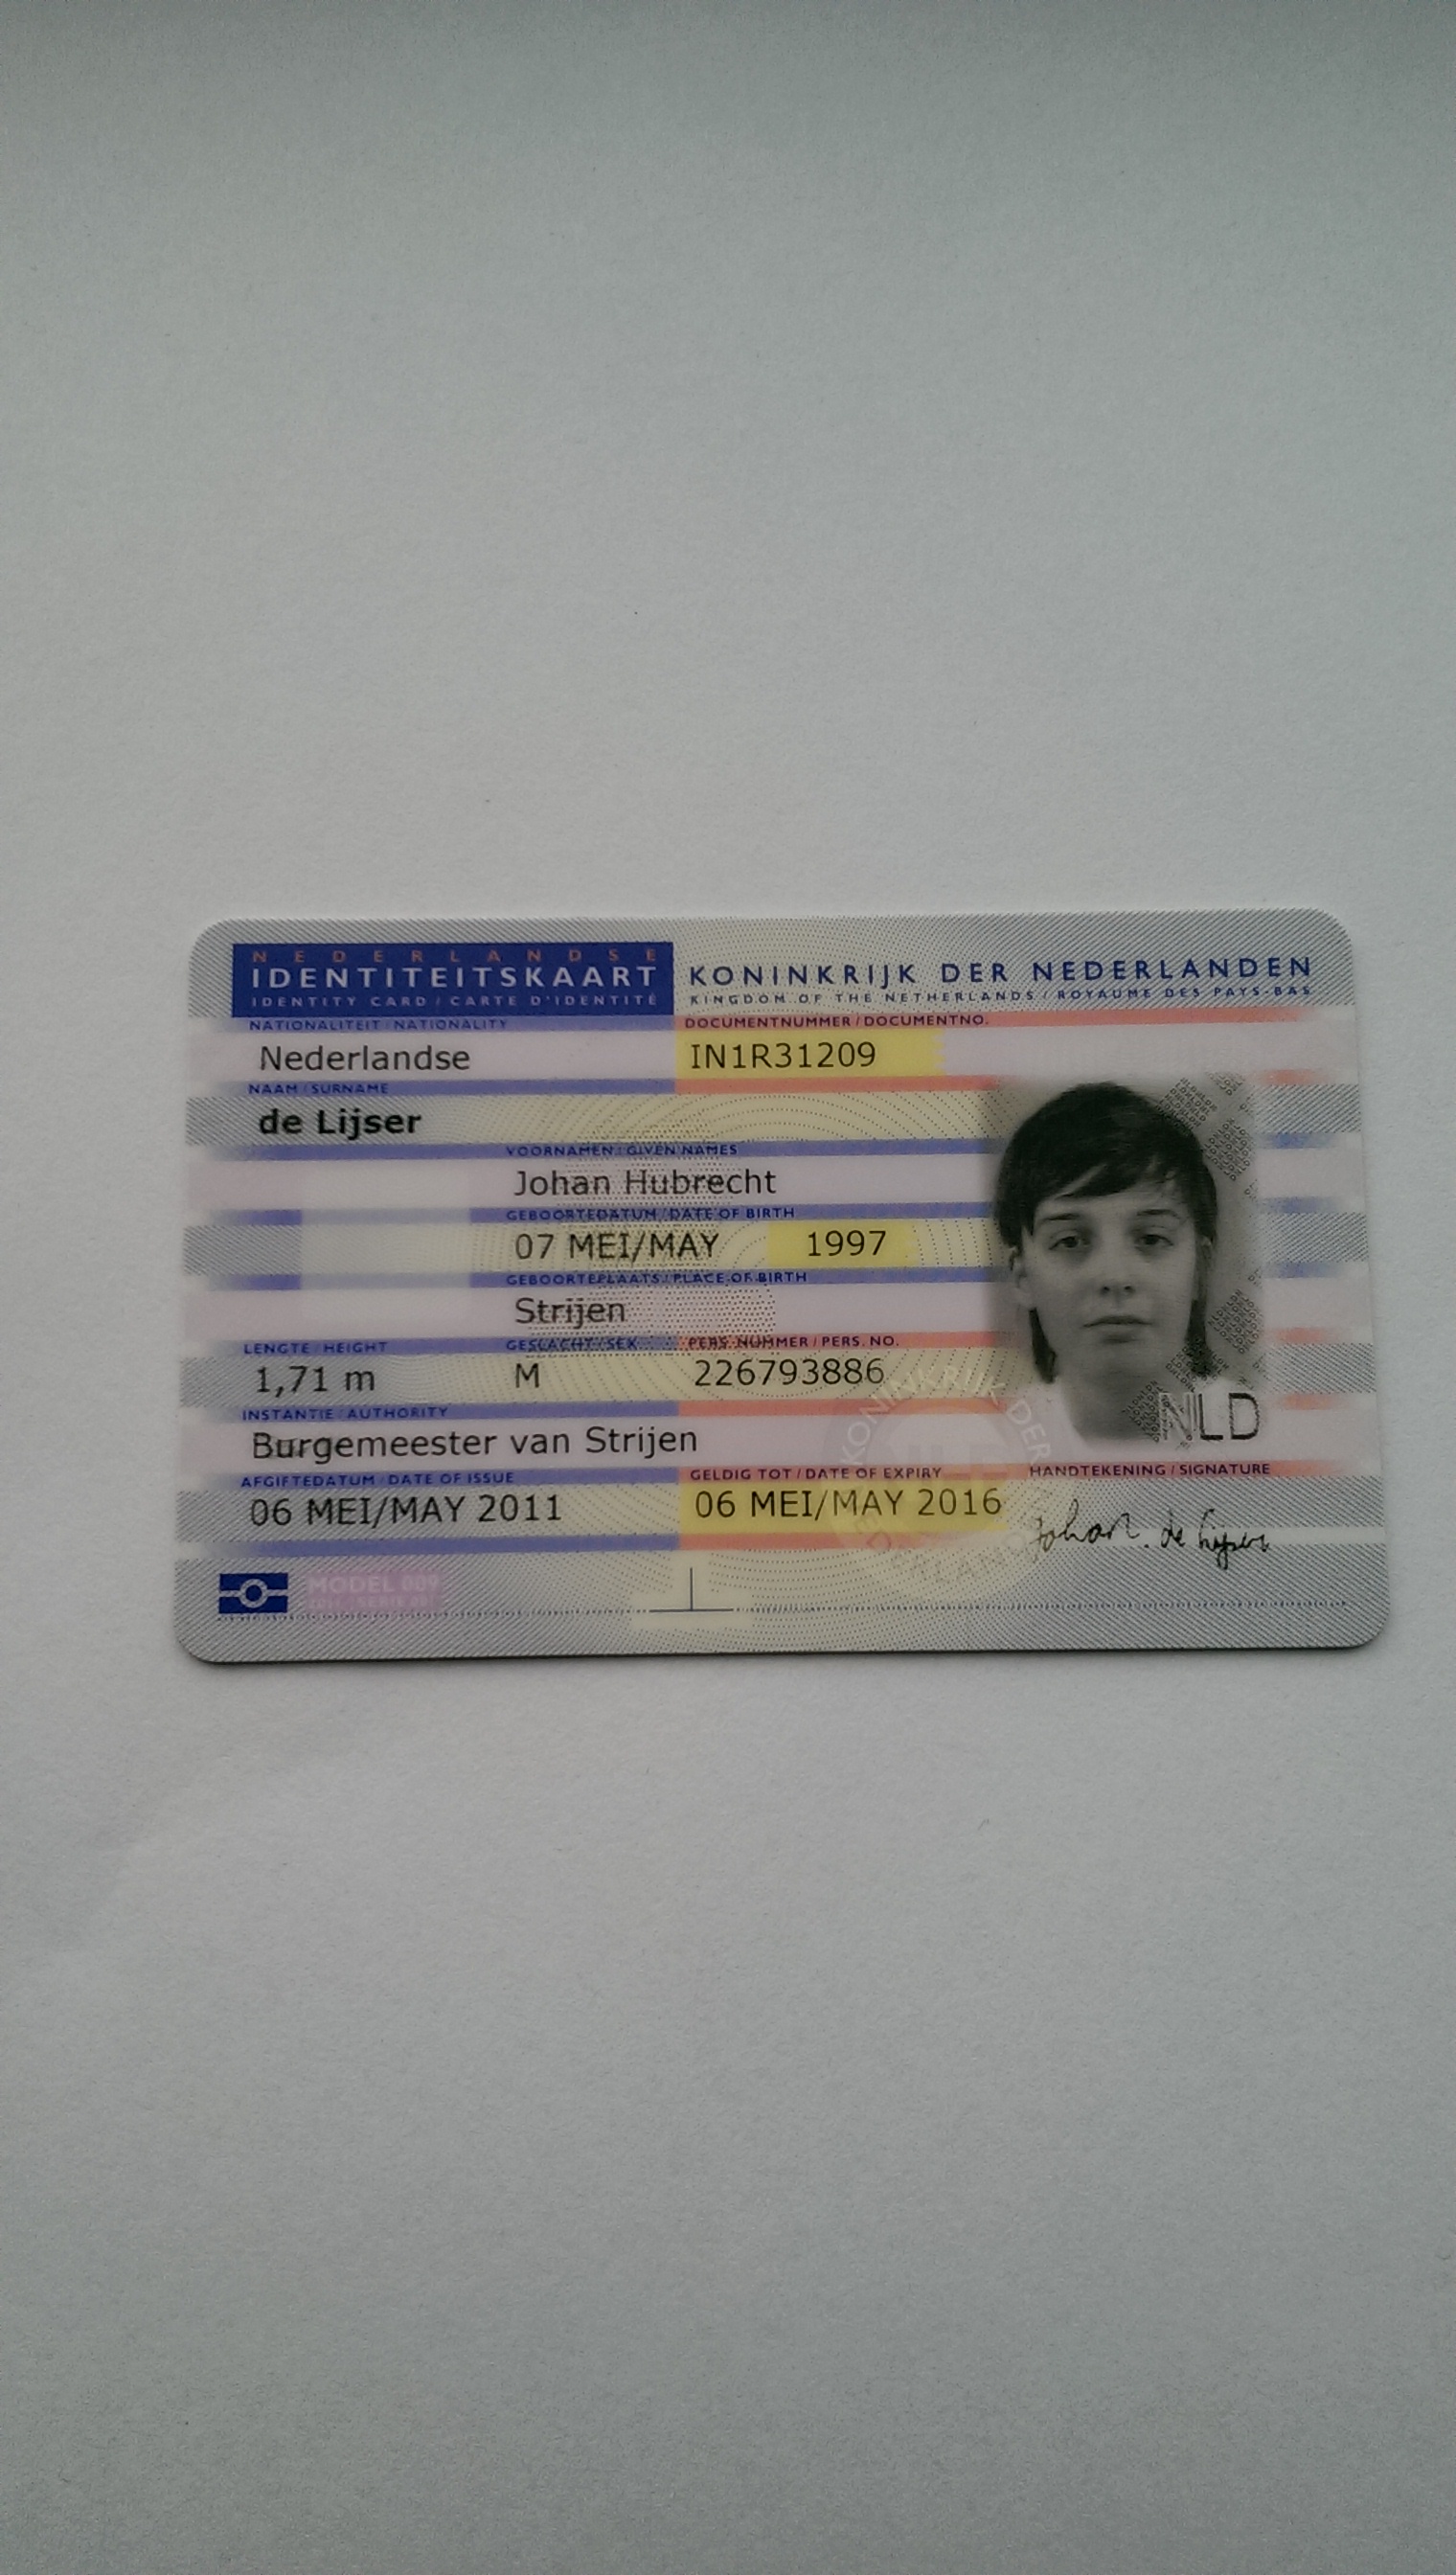 NEDERLANDSE
IDENTITEITSKAART
IDENTITY CARD / CARTE D'IDENTITÉ
KONINKRIJK DER NEDERLANDEN
KINGDOM OF THE NETHERLANDS / ROYAUME DES PAYS-BAS
NATIONALITEIT / NATIONALITY
DOCUMENTNUMMER / DOCUMENTNO.
Nederlandse
IN1R31209
NAAM / SURNAME
de Lijser
VOORNAMEN / GIVEN NAMES
Johan Hubrecht
GEBOORTEDATUM / DATE OF BIRTH
07 MEI/MAY 1997
GEBOORTEPLAATS / PLACE OF BIRTH
Strijen
LENGTE / HEIGHT
GESLACHT / SEX
PERS. NUMMER / PERS. NO.
1,71 m
M
226793886
NLD
INSTANTIE / AUTHORITY
Burgemeester van Strijen
AFGIFTEDATUM / DATE OF ISSUE
GELDIG TOT / DATE OF EXPIRY
HANDTEKENING / SIGNATURE
06 MEI/MAY 2011
06 MEI/MAY 2016
Johan. de Lijser
KONINKRIJK DER
MODEL 009